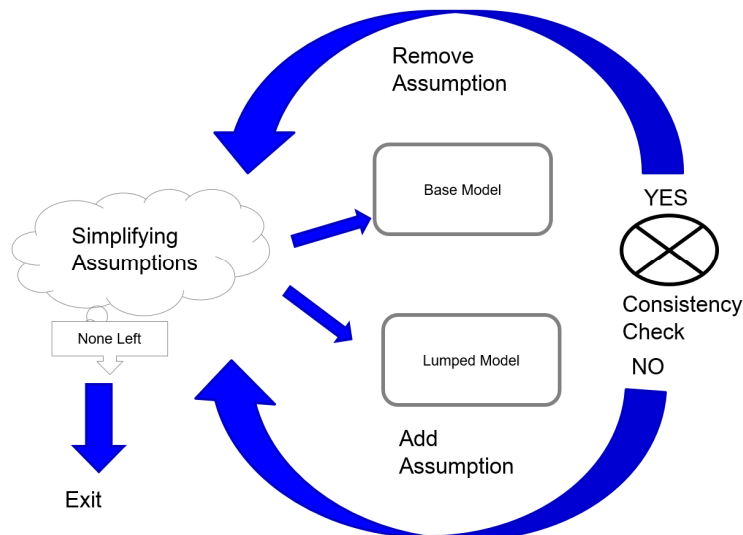 Remove
Assumption
Base Model
YES
Simplifying
Assumptions
Consistency
Check
None Left
Lumped Model
NO
Add
Assumption
Exit